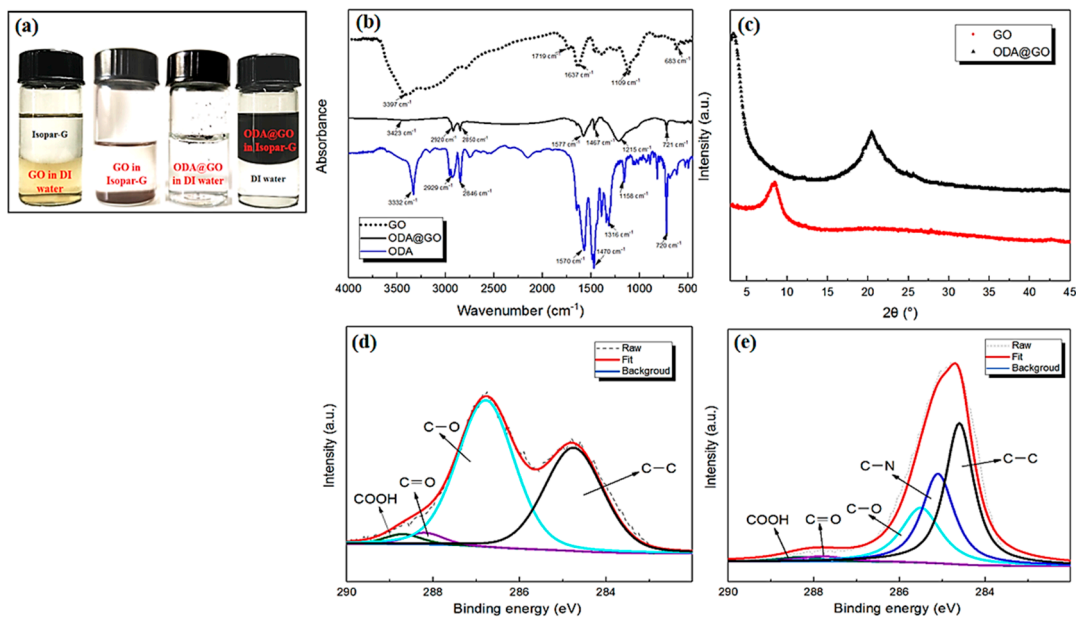 (a)
Isopar-G
GO in DI
water
GO in
Isopar-G
ODA@GO
in DI water
ODA@GO
in Isopar-G
DI water
(b)
Absorbance
1719 cm⁻¹
1637 cm⁻¹
1109 cm⁻¹
683 cm⁻¹
3397 cm⁻¹
3423 cm⁻¹
2920 cm⁻¹
2850 cm⁻¹
1577 cm⁻¹
1467 cm⁻¹
1215 cm⁻¹
721 cm⁻¹
3332 cm⁻¹
2929 cm⁻¹
2846 cm⁻¹
1158 cm⁻¹
1316 cm⁻¹
1570 cm⁻¹
1470 cm⁻¹
720 cm⁻¹
GO
ODA@GO
ODA
4000 3500 3000 2500 2000 1500 1000 500
Wavenumber (cm⁻¹)
(c)
GO
ODA@GO
Intensity (a.u.)
5 10 15 20 25 30 35 40 45
2θ (°)
(d)
Raw
Fit
Backgroud
Intensity (a.u.)
C—O
C=O
COOH
C—C
290 288 286 284
Binding energy (eV)
(e)
Raw
Fit
Backgroud
Intensity (a.u.)
C—N
C—O
C=O
COOH
C—C
290 288 286 284
Binding energy (eV)